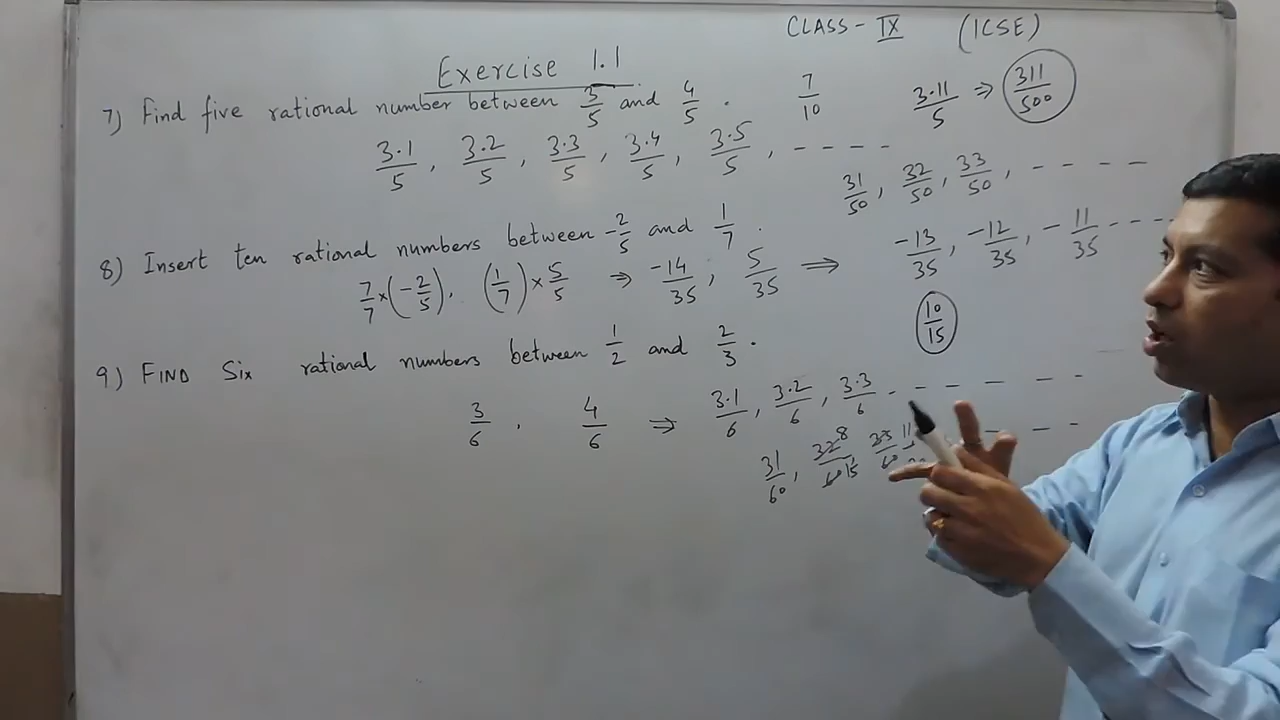 CLASS - IX (ICSE)
Exercise 1.1
7) Find five rational number between 3/5 and 4/5 . 7/10 3.11/5 ⇒ 311/500
3.1/5 , 3.2/5 , 3.3/5 , 3.4/5 , 3.5/5 , - - - -
31/50 , 32/50 , 33/50 , - - - -
8) Insert ten rational numbers between -2/5 and 1/7 .
7/7 × (-2/5) , (1/7) × 5/5 ⇒ -14/35 , 5/35 ⇒ -13/35 , -12/35 , -11/35 - - - -
10/15
9) FIND Six rational numbers between 1/2 and 2/3 .
3/6 , 4/6 ⇒ 3.1/6 , 3.2/6 , 3.3/6 - - - - -
31/60 , 32/60 8/15 , 33/60 11